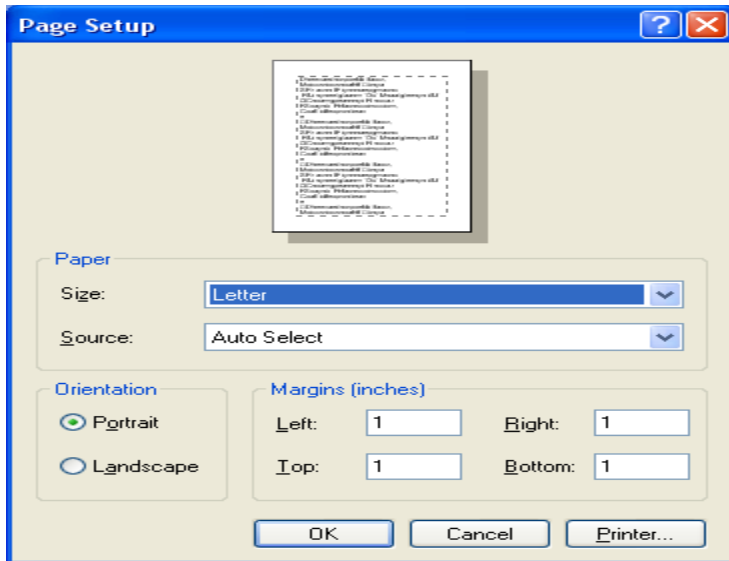 Page Setup
Paper
Size: Letter
Source: Auto Select
Orientation
Portrait
Landscape
Margins (inches)
Left: 1 Right: 1
Top: 1 Bottom: 1
OK Cancel Printer...